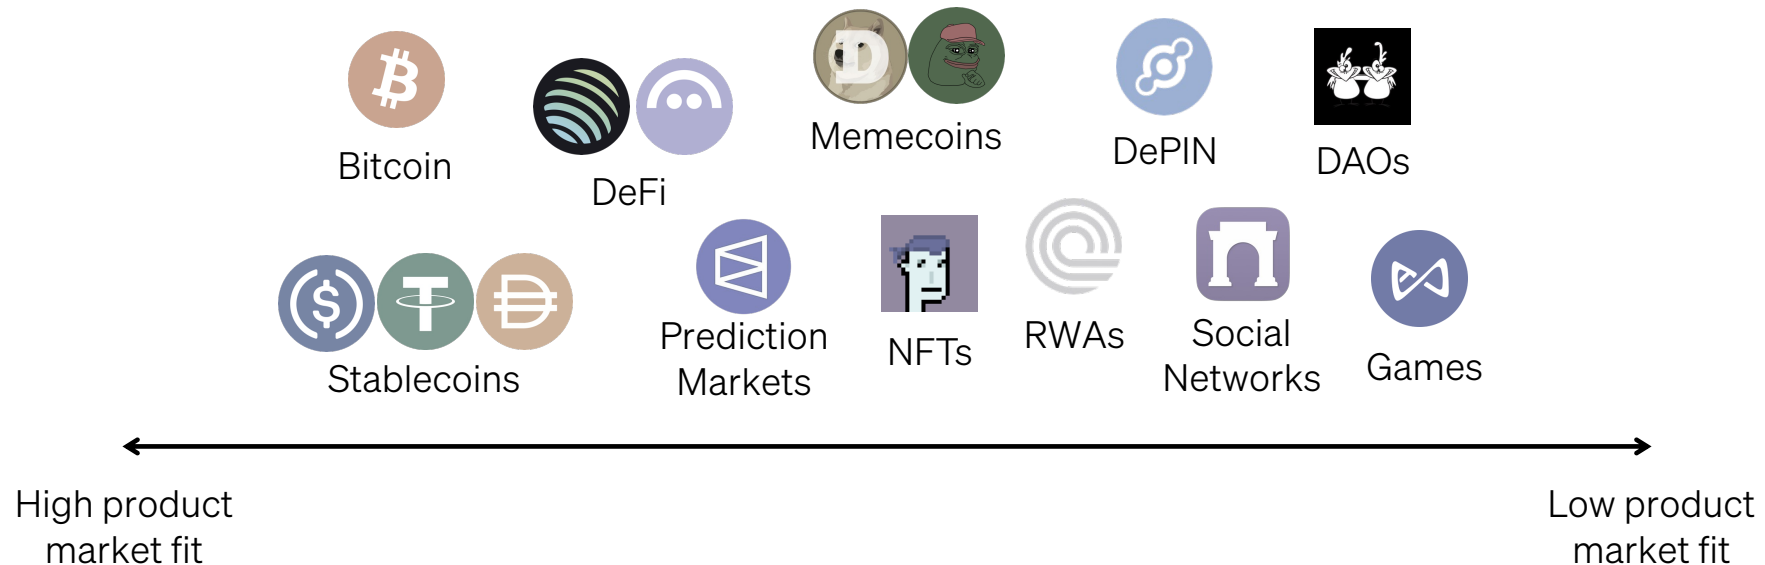 Bitcoin
DeFi
Memecoins
DePIN
DAOs
Stablecoins
Prediction
Markets
NFTs
RWAs
Social
Networks
Games
High product
market fit
Low product
market fit